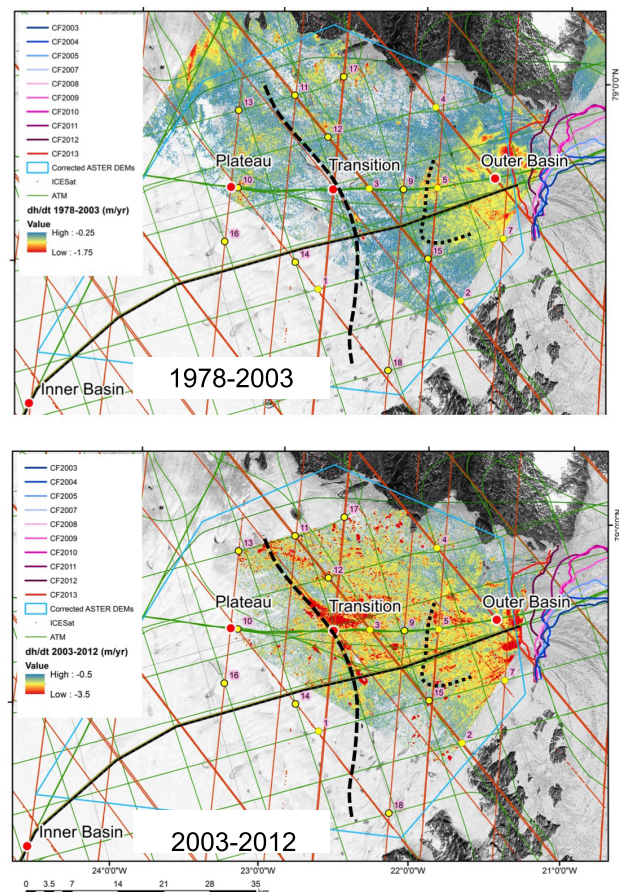 CF2003
CF2004
CF2005
CF2007
CF2008
CF2009
CF2010
CF2011
CF2012
CF2013
Corrected ASTER DEMs
ICESat
ATM
dh/dt 1978-2003 (m/yr)
Value
High : -0.25
Low : -1.75
17
11
13
4
12
79°0'0"N
Plateau
Transition
Outer Basin
10
3
9
5
16
7
14
15
1
2
18
Inner Basin
1978-2003
CF2003
CF2004
CF2005
CF2007
CF2008
CF2009
CF2010
CF2011
CF2012
CF2013
Corrected ASTER DEMs
ICESat
ATM
dh/dt 2003-2012 (m/yr)
Value
High : -0.5
Low : -3.5
17
11
13
4
12
Plateau
Transition
Outer Basin
10
3
9
5
16
7
14
15
1
2
18
Inner Basin
2003-2012
24°0'0"W
23°0'0"W
22°0'0"W
21°0'0"W
0 3.5 7 14 21 28 35
km